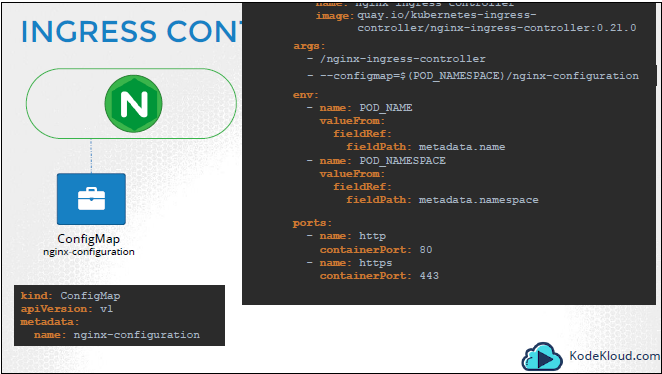 INGRESS CONT
name: nginx-ingress-controller
image: quay.io/kubernetes-ingress-
controller/nginx-ingress-controller:0.21.0
args:
- /nginx-ingress-controller
- --configmap=$(POD_NAMESPACE)/nginx-configuration
env:
- name: POD_NAME
valueFrom:
fieldRef:
fieldPath: metadata.name
- name: POD_NAMESPACE
valueFrom:
fieldRef:
fieldPath: metadata.namespace
ports:
- name: http
containerPort: 80
- name: https
containerPort: 443
N
ConfigMap
nginx-configuration
kind: ConfigMap
apiVersion: v1
metadata:
name: nginx-configuration
KodeKloud.com